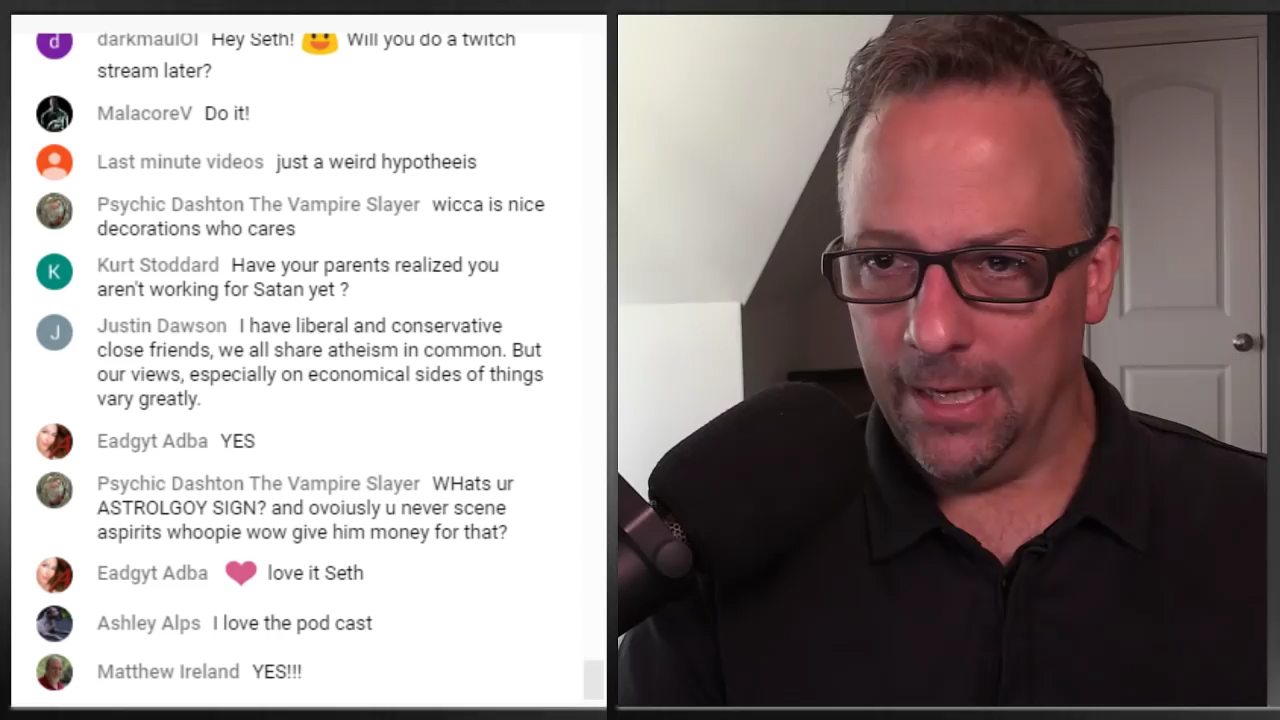 darkmaul01 Hey Seth! Will you do a twitch
stream later?
MalacoreV Do it!
Last minute videos just a weird hypotheeis
Psychic Dashton The Vampire Slayer wicca is nice
decorations who cares
K Kurt Stoddard Have your parents realized you
aren't working for Satan yet ?
J Justin Dawson I have liberal and conservative
close friends, we all share atheism in common. But
our views, especially on economical sides of things
vary greatly.
Eadgyt Adba YES
Psychic Dashton The Vampire Slayer WHats ur
ASTROLGOY SIGN? and ovoiusly u never scene
aspirits whoopie wow give him money for that?
Eadgyt Adba love it Seth
Ashley Alps I love the pod cast
Matthew Ireland YES!!!